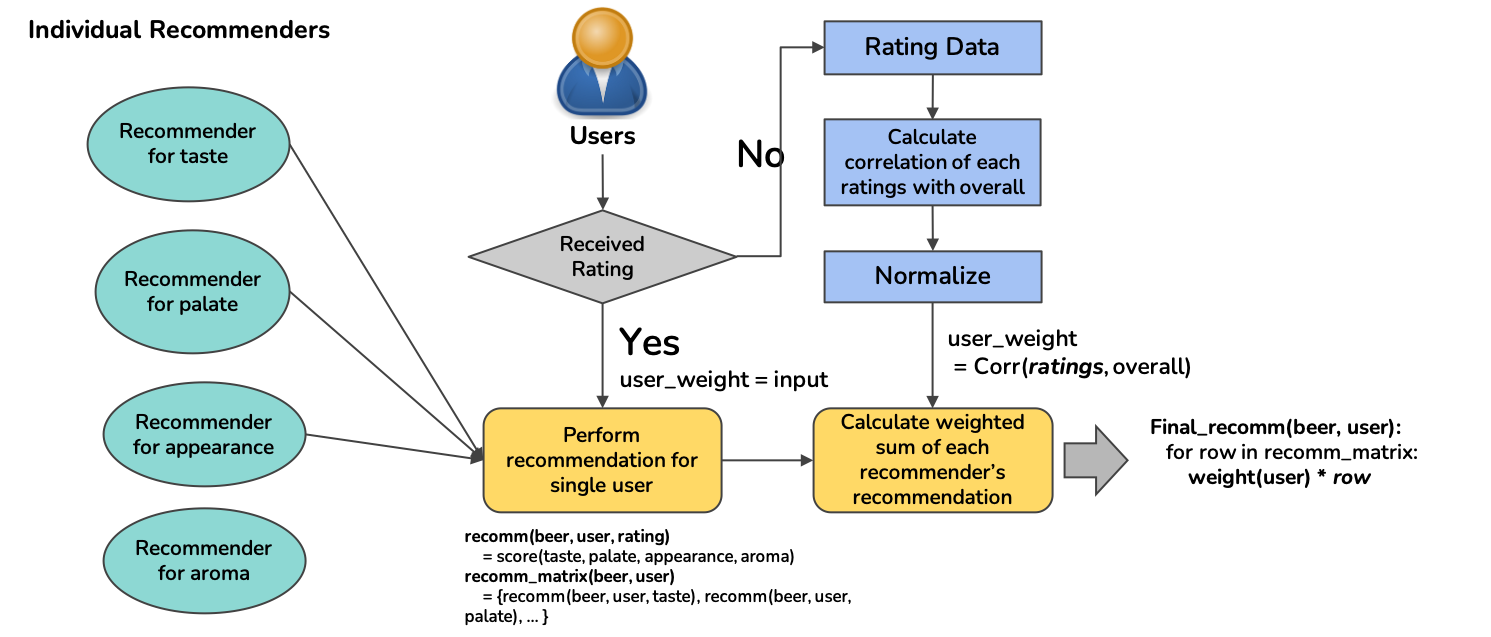 Individual Recommenders
Recommender
for taste
Recommender
for palate
Recommender
for appearance
Recommender
for aroma
Users
Received
Rating
No
Yes
user_weight = input
Rating Data
Calculate
correlation of each
ratings with overall
Normalize
user_weight
= Corr(ratings, overall)
Perform
recommendation for
single user
Calculate weighted
sum of each
recommender’s
recommendation
Final_recomm(beer, user):
for row in recomm_matrix:
weight(user) * row
recomm(beer, user, rating)
= score(taste, palate, appearance, aroma)
recomm_matrix(beer, user)
= {recomm(beer, user, taste), recomm(beer, user,
palate), ... }